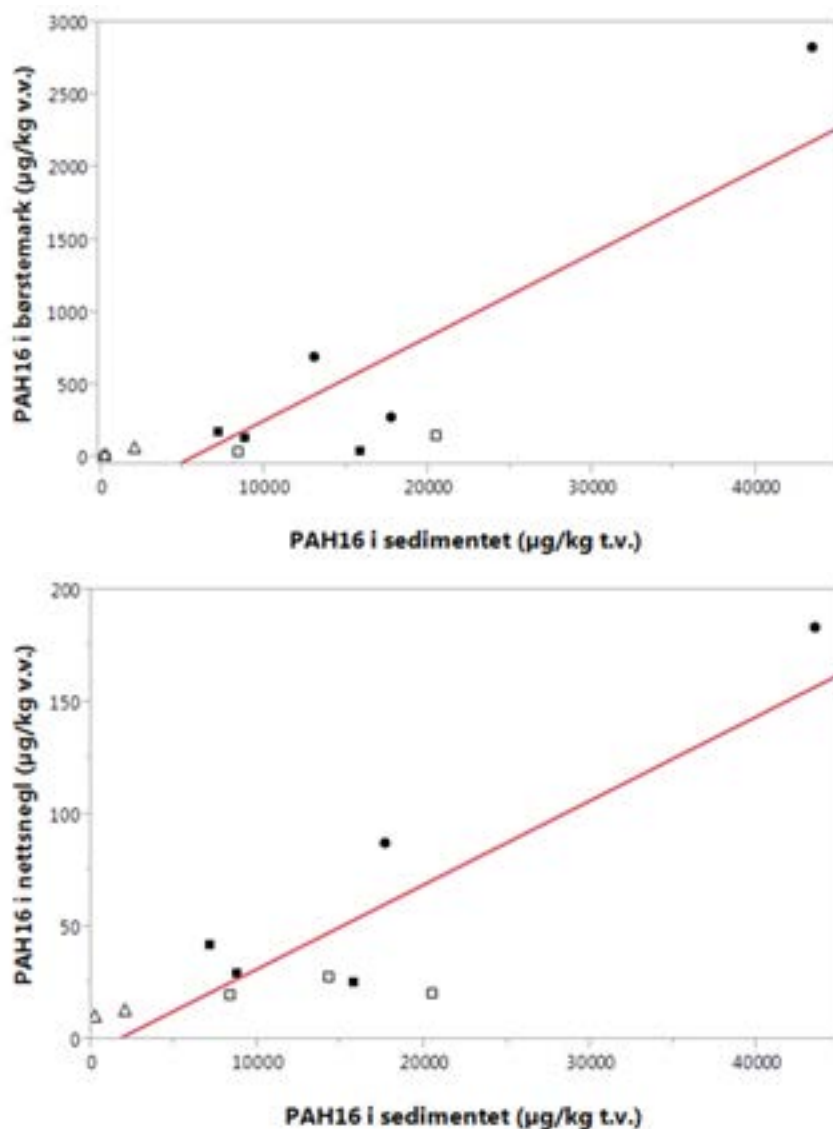 3000
2500
2000
1500
1000
500
0
PAH16 i børstemark (µg/kg v.v.)
0 10000 20000 30000 40000
PAH16 i sedimentet (µg/kg t.v.)
200
150
100
50
0
PAH16 i nettsnegl (µg/kg v.v.)
0 10000 20000 30000 40000
PAH16 i sedimentet (µg/kg t.v.)